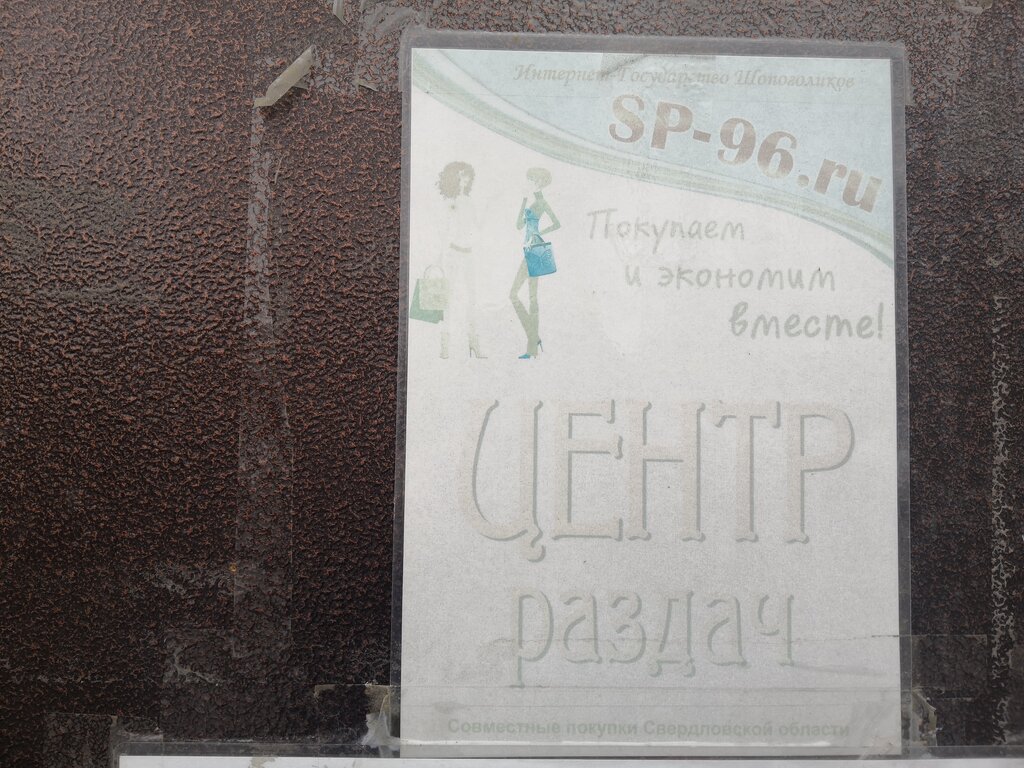 Интернет-Государство Шопоголиков
SP-96.ru
Покупаем
и экономим
вместе!
ЦЕНТР
раздач
Совместные покупки Свердловской области